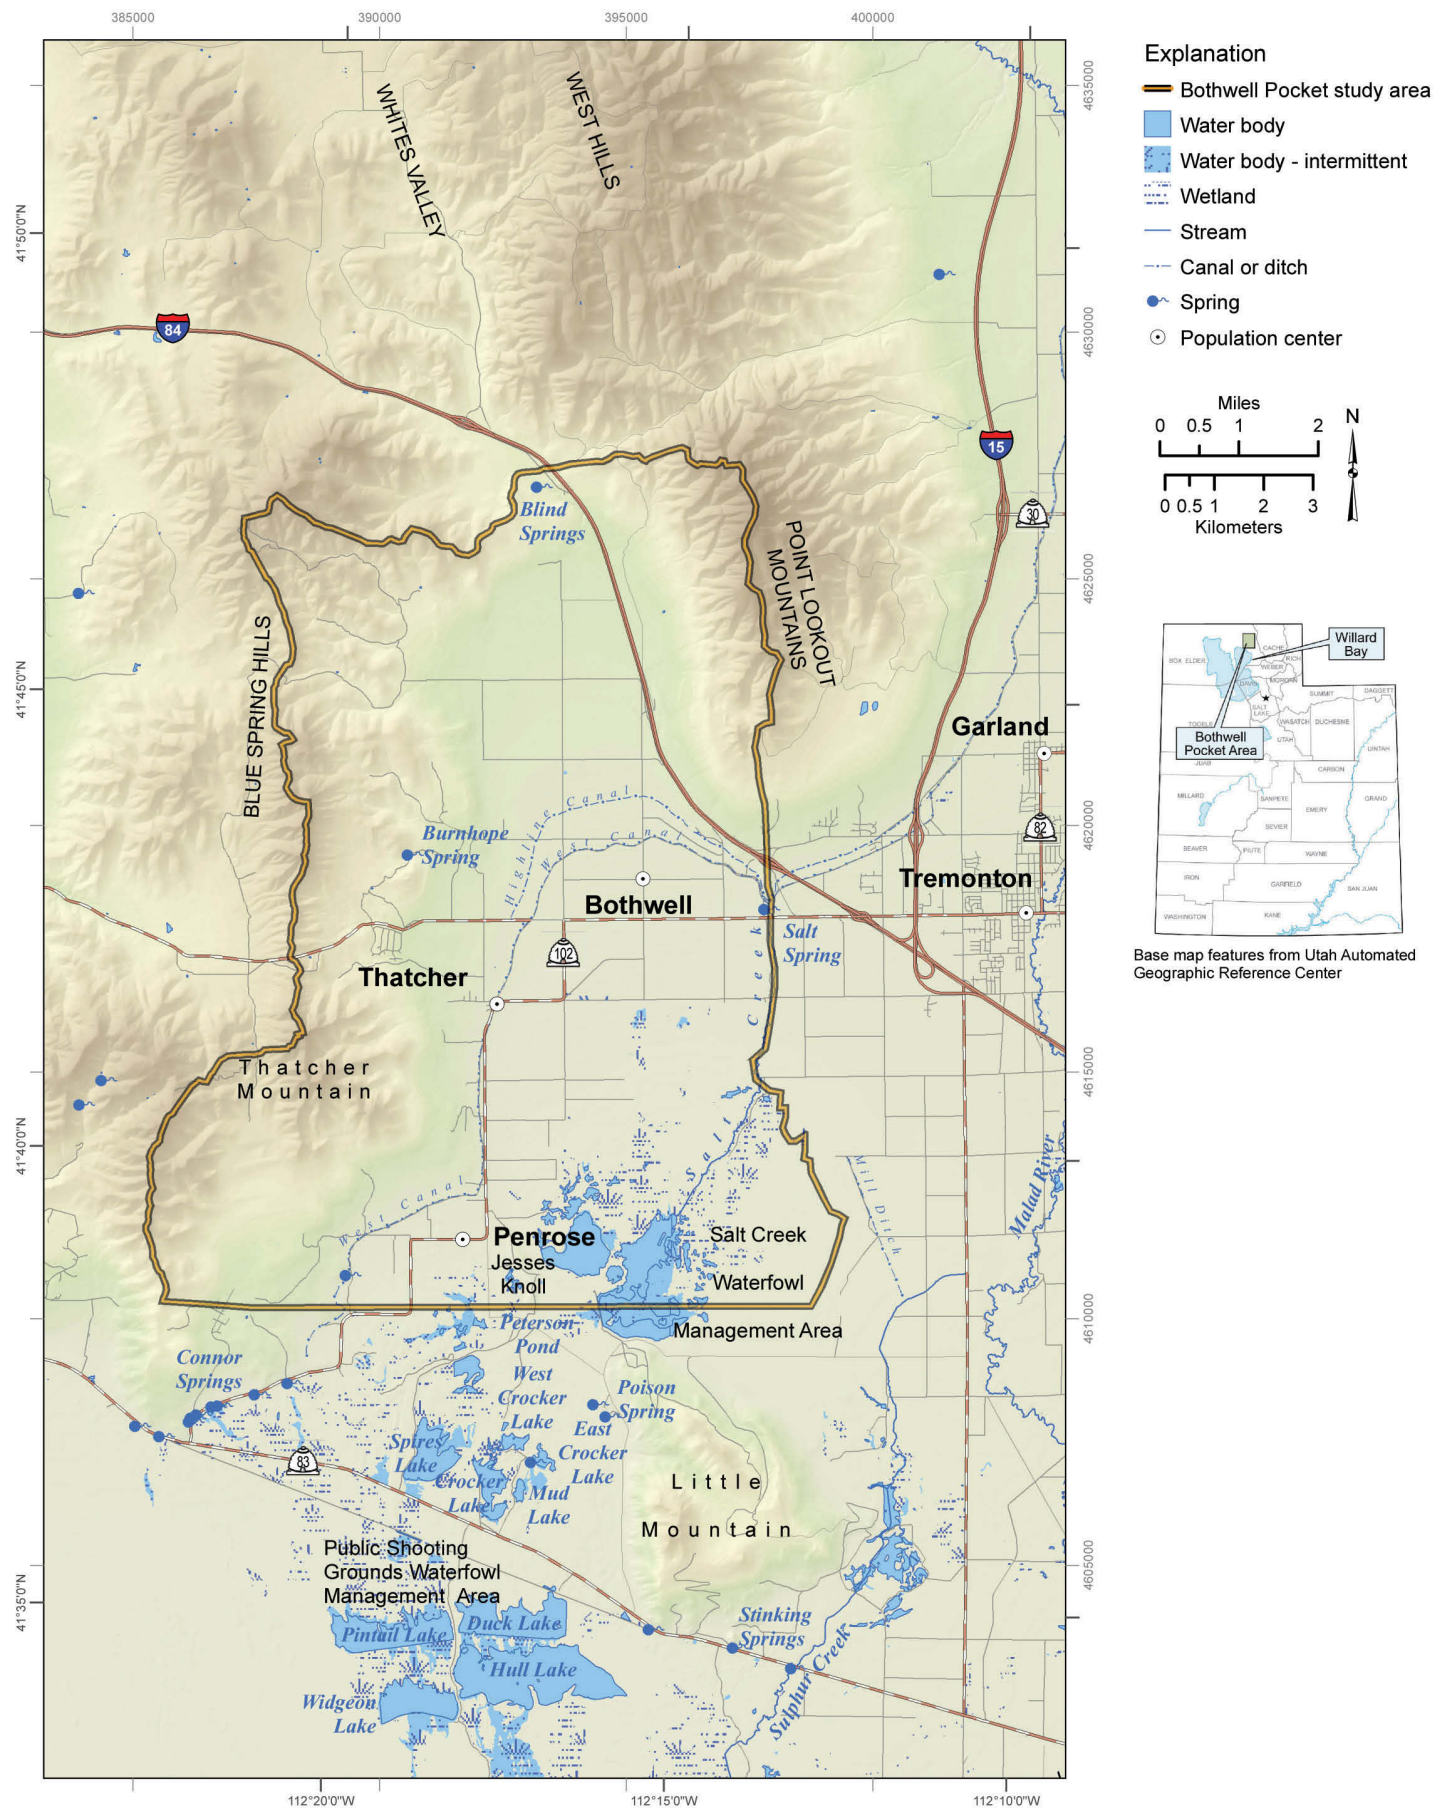 385000
390000
395000
400000
WHITES VALLEY
WEST HILLS
4635000
41°50'0"N
84
4630000
15
30
Blind
Springs
POINT LOOKOUT
MOUNTAINS
4625000
BLUE SPRING HILLS
41°45'0"N
Garland
82
4620000
Burnhope
Spring
Highline Canal
West Canal
Bothwell
Tremonton
Salt
Spring
102
Thatcher
Salt Creek
Thatcher
Mountain
4615000
41°40'0"N
Mill Ditch
Malad River
West Canal
Penrose
Jesses
Knoll
Salt Creek
Waterfowl
Management Area
4610000
Peterson
Pond
Connor
Springs
West
Crocker
Lake
Poison
Spring
East
Crocker
Lake
Spires
Lake
Crocker
Lake
Mud
Lake
83
Little
Mountain
Public Shooting
Grounds Waterfowl
Management Area
4605000
41°35'0"N
Pintail Lake
Duck Lake
Hull Lake
Widgeon
Lake
Stinking
Springs
Sulphur Creek
112°20'0"W
112°15'0"W
112°10'0"W
Explanation
Bothwell Pocket study area
Water body
Water body - intermittent
Wetland
Stream
Canal or ditch
Spring
Population center
Miles
0 0.5 1 2
0 0.5 1 2 3
Kilometers
N
Willard
Bay
Bothwell
Pocket Area
BOX ELDER
CACHE
RICH
WEBER
MORGAN
DAVIS
SUMMIT
DAGGETT
SALT
LAKE
TOOELE
WASATCH
DUCHESNE
UTAH
UINTAH
JUAB
CARBON
MILLARD
SANPETE
EMERY
GRAND
SEVIER
BEAVER
PIUTE
WAYNE
IRON
GARFIELD
SAN JUAN
WASHINGTON
KANE
Base map features from Utah Automated
Geographic Reference Center